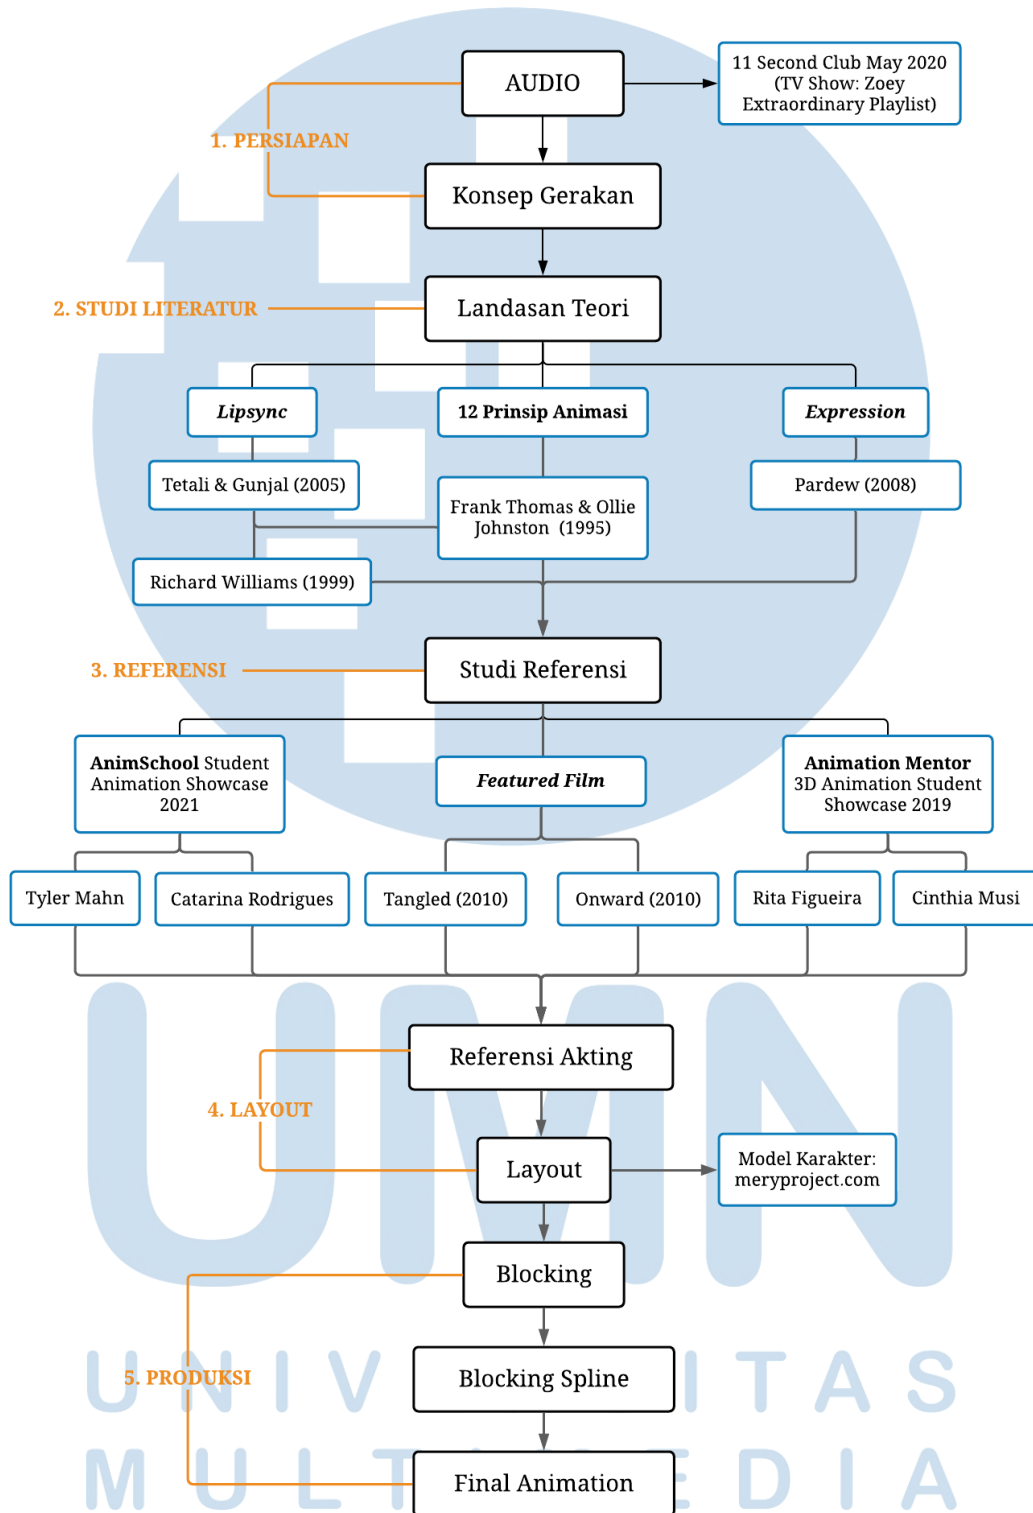 AUDIO
11 Second Club May 2020
(TV Show: Zoey
Extraordinary Playlist)
1. PERSIAPAN
Konsep Gerakan
2. STUDI LITERATUR
Landasan Teori
Lipsync
12 Prinsip Animasi
Expression
Tetali & Gunjal (2005)
Frank Thomas & Ollie
Johnston (1995)
Pardew (2008)
Richard Williams (1999)
3. REFERENSI
Studi Referensi
AnimSchool Student
Animation Showcase
2021
Featured Film
Animation Mentor
3D Animation Student
Showcase 2019
Tyler Mahn
Catarina Rodrigues
Tangled (2010)
Onward (2010)
Rita Figueira
Cinthia Musi
UMN
Referensi Akting
4. LAYOUT
Layout
Model Karakter:
meryproject.com
Blocking
5. PRODUKSI
Blocking Spline
Final Animation